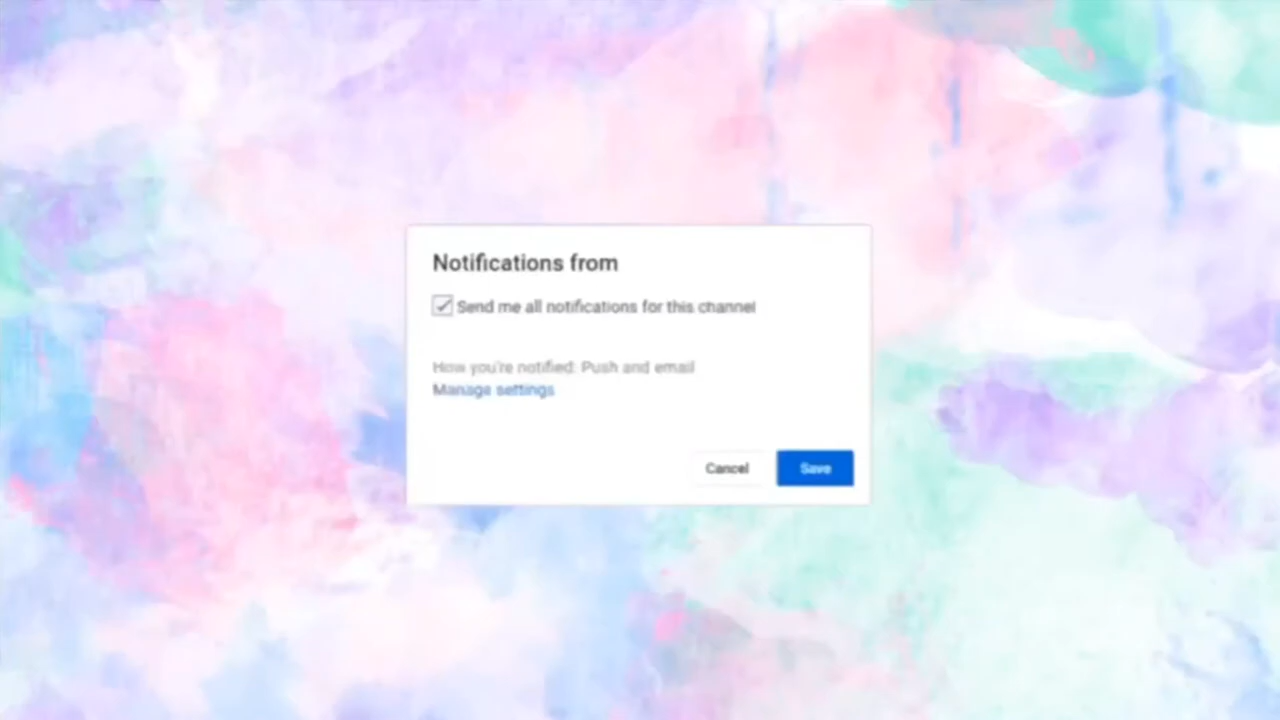 Notifications from
Send me all notifications for this channel
How you're notified: Push and email
Manage settings
Cancel
Save